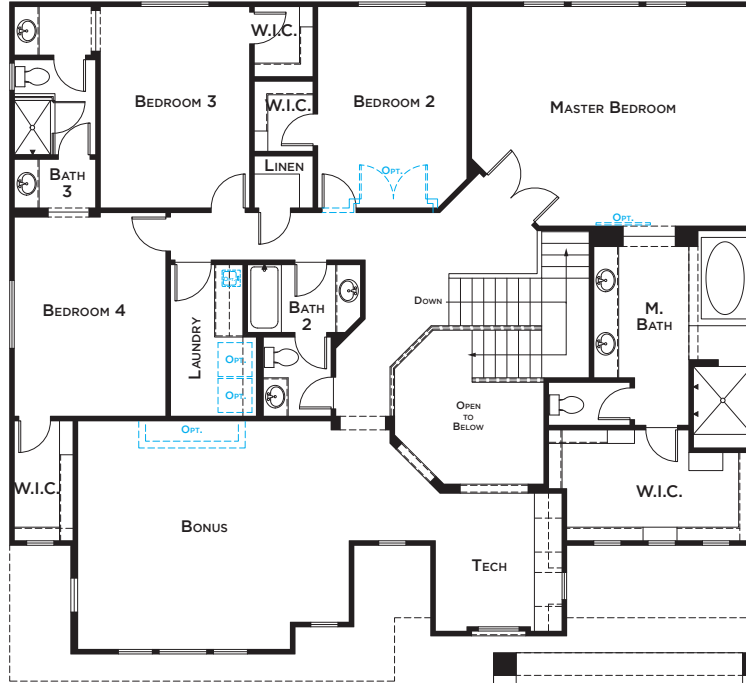 W.I.C.
BEDROOM 3
W.I.C.
BEDROOM 2
MASTER BEDROOM
LINEN
OPT.
BATH
3
OPT.
BEDROOM 4
LAUNDRY
BATH
2
DOWN
M.
BATH
OPT.
OPT.
OPEN
TO
BELOW
OPT.
W.I.C.
W.I.C.
BONUS
TECH